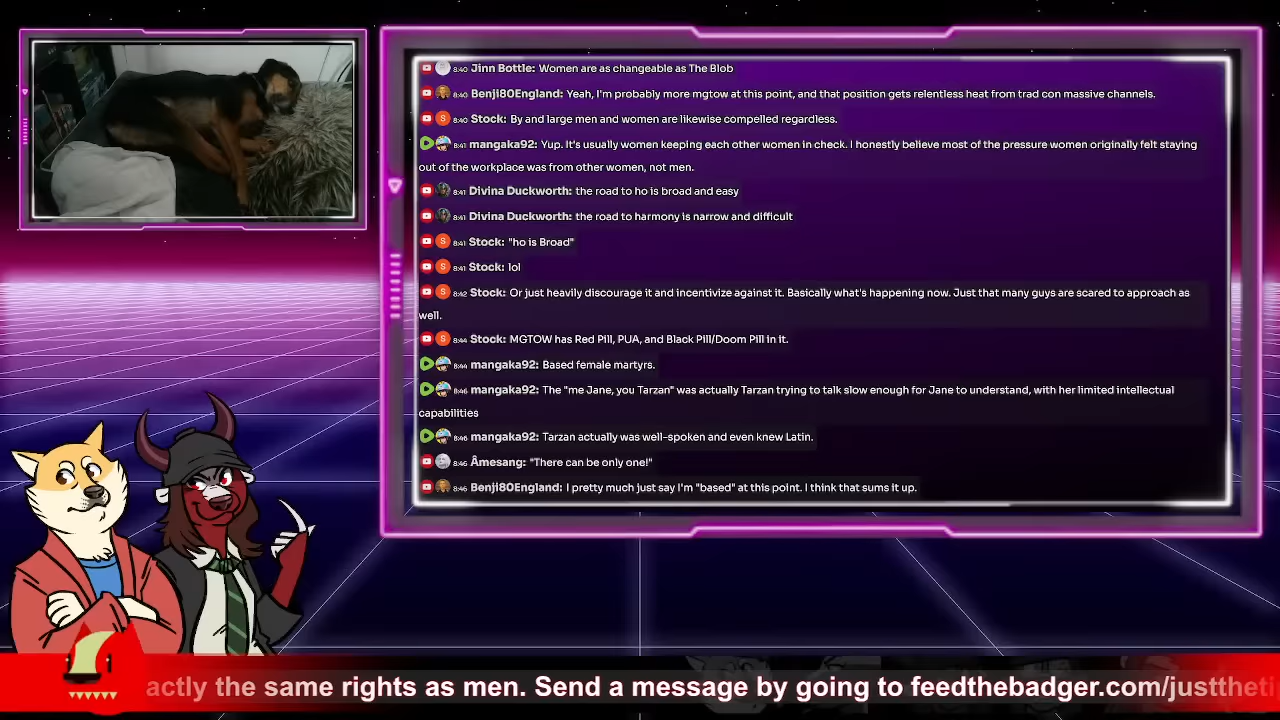 8:40 Jinn Bottle: Women are as changeable as The Blob
8:40 Benji80England: Yeah, I'm probably more mgtow at this point, and that position gets relentless heat from trad con massive channels.
S 8:40 Stock: By and large men and women are likewise compelled regardless.
8:41 mangaka92: Yup. It's usually women keeping each other women in check. I honestly believe most of the pressure women originally felt staying
out of the workplace was from other women, not men.
8:41 Divina Duckworth: the road to ho is broad and easy
8:41 Divina Duckworth: the road to harmony is narrow and difficult
S 8:41 Stock: "ho is Broad"
S 8:41 Stock: lol
S 8:42 Stock: Or just heavily discourage it and incentivize against it. Basically what's happening now. Just that many guys are scared to approach as
well.
S 8:44 Stock: MGTOW has Red Pill, PUA, and Black Pill/Doom Pill in it.
8:44 mangaka92: Based female martyrs.
8:46 mangaka92: The "me Jane, you Tarzan" was actually Tarzan trying to talk slow enough for Jane to understand, with her limited intellectual
capabilities
8:46 mangaka92: Tarzan actually was well-spoken and even knew Latin.
8:46 Âmesang: "There can be only one!"
8:46 Benji80England: I pretty much just say I'm "based" at this point. I think that sums it up.
actly the same rights as men. Send a message by going to feedthebadger.com/justtheti